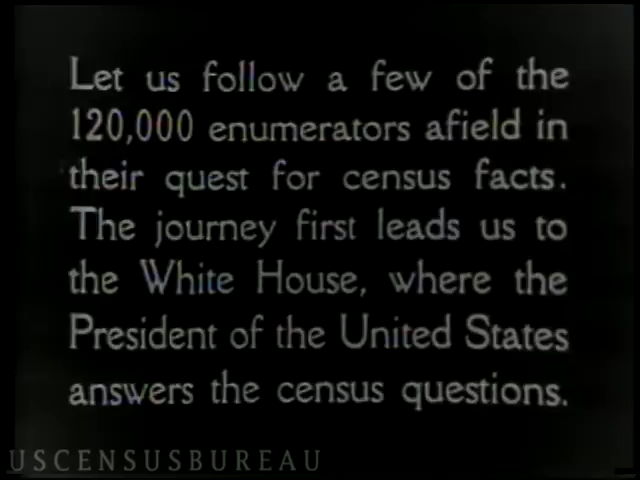 Let us follow a few of the
120,000 enumerators afield in
their quest for census facts.
The journey first leads us to
the White House, where the
President of the United States
answers the census questions.
USCENSUSBUREAU